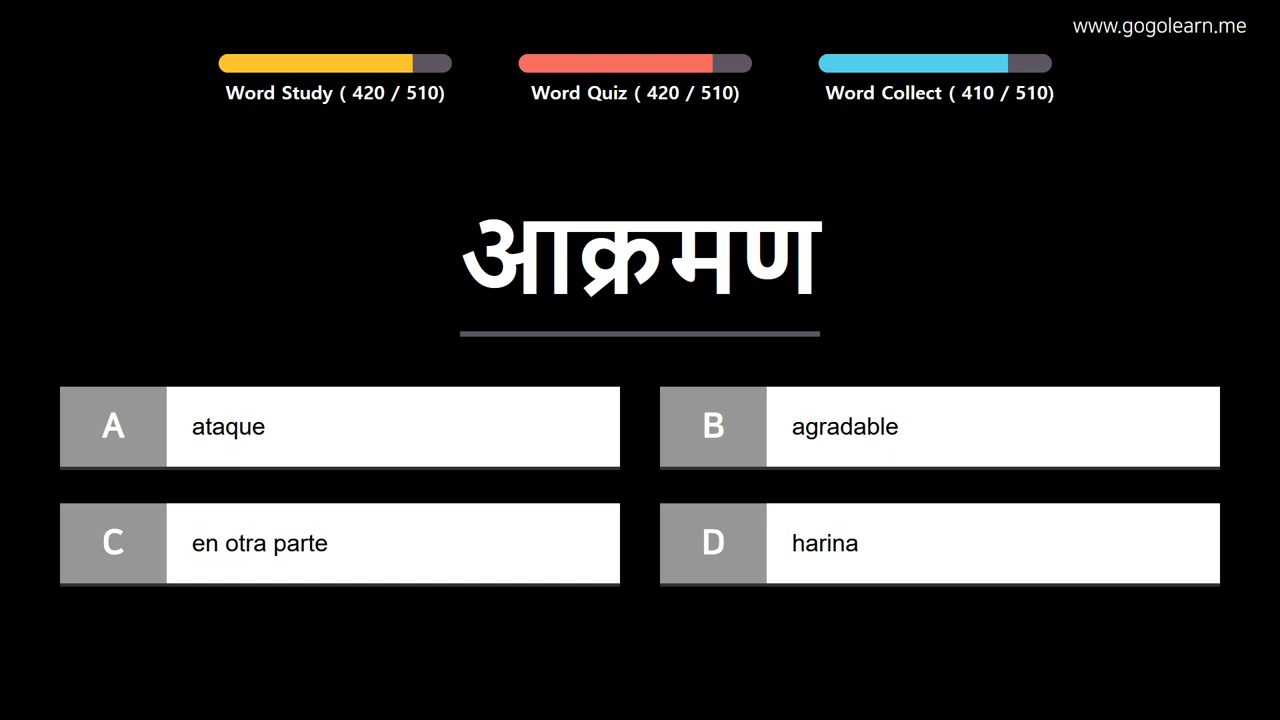 www.gogolearn.me
Word Study ( 420 / 510)
Word Quiz ( 420 / 510)
Word Collect ( 410 / 510)
आक्रमण
A ataque
B agradable
C en otra parte
D harina